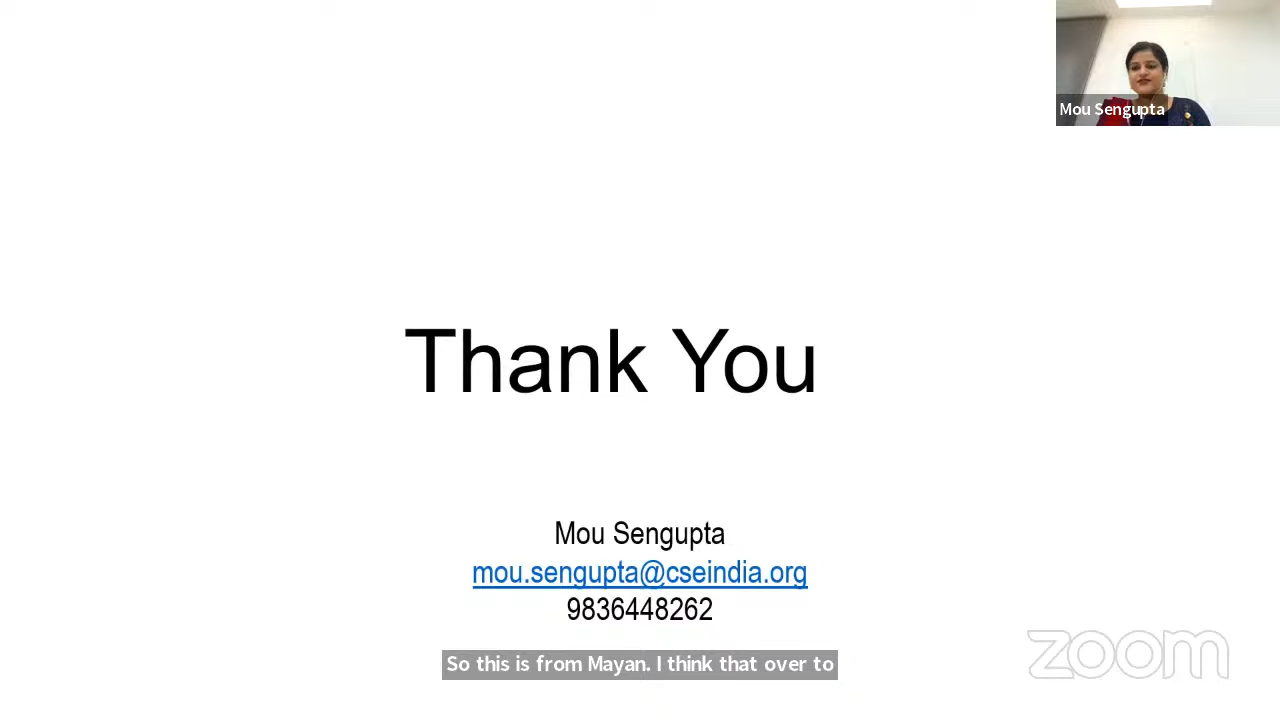 Mou Sengupta
Thank You
Mou Sengupta
mou.sengupta@cseindia.org
9836448262
So this is from Mayan. I think that over to
zoom